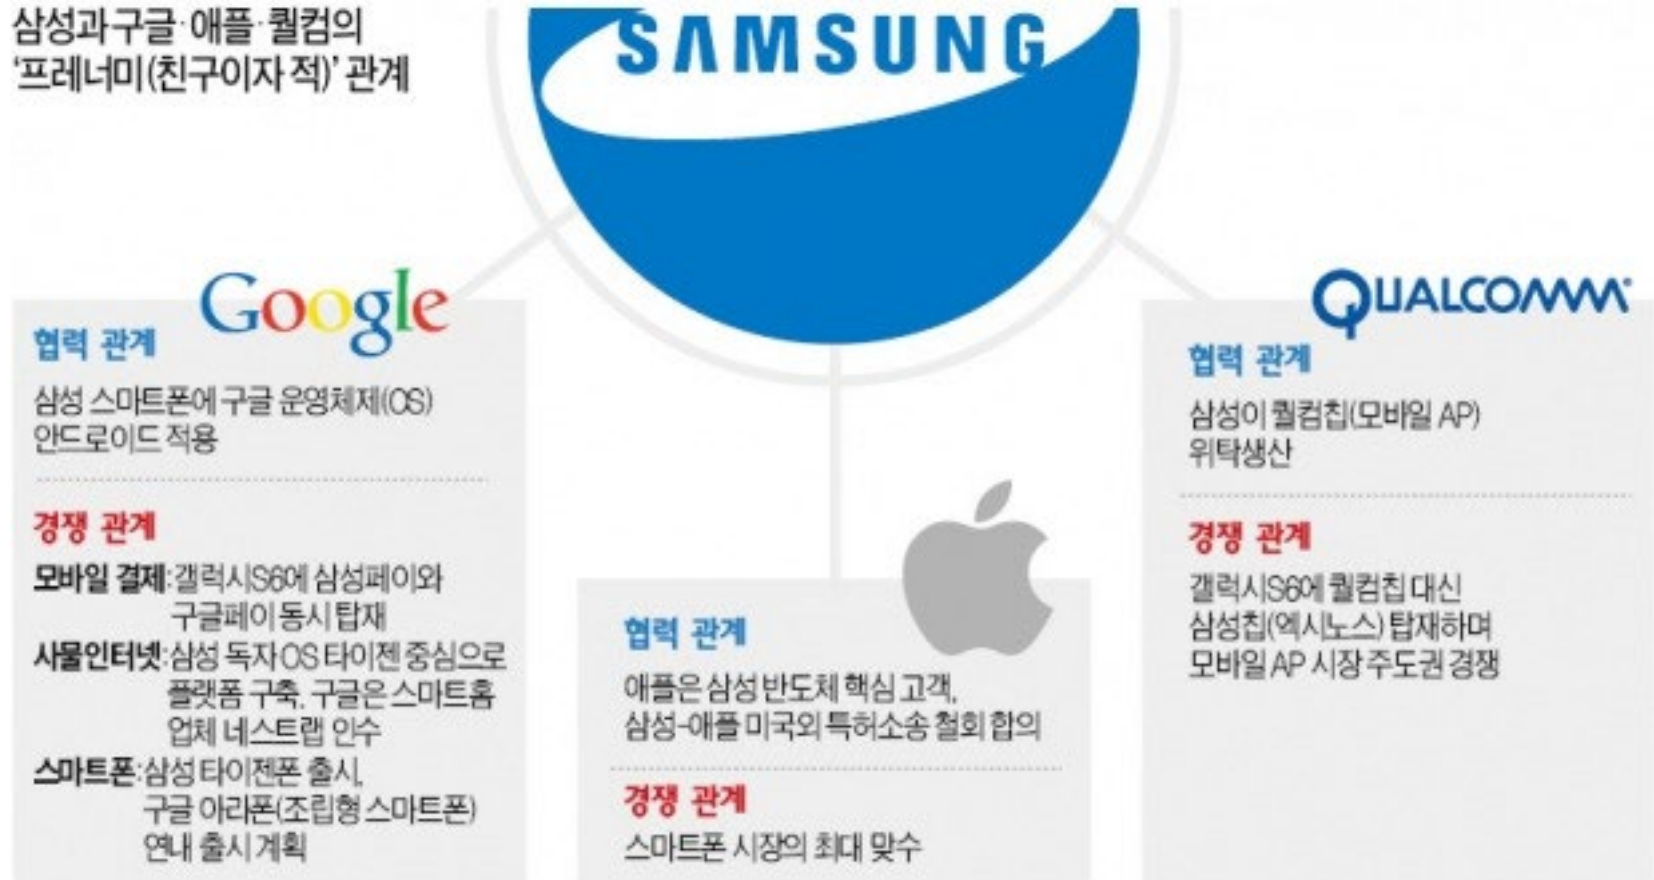 삼성과 구글·애플·퀄컴의
'프레너미(친구이자 적)' 관계
SAMSUNG
Google
협력 관계
삼성 스마트폰에 구글 운영체제(OS)
안드로이드 적용
경쟁 관계
모바일 결제:갤럭시S6에 삼성페이와
구글페이 동시 탑재
사물인터넷:삼성 독자 OS 타이젠 중심으로
플랫폼 구축. 구글은 스마트홈
업체 네스트랩 인수
스마트폰:삼성 타이젠폰 출시,
구글 아라폰(조립형 스마트폰)
연내 출시 계획
협력 관계
애플은 삼성 반도체 핵심 고객,
삼성-애플 미국외 특허소송 철회 합의
경쟁 관계
스마트폰 시장의 최대 맞수
QUALCOMM
협력 관계
삼성이 퀄컴칩(모바일 AP)
위탁생산
경쟁 관계
갤럭시S6에 퀄컴칩 대신
삼성칩(엑시노스) 탑재하며
모바일 AP 시장 주도권 경쟁